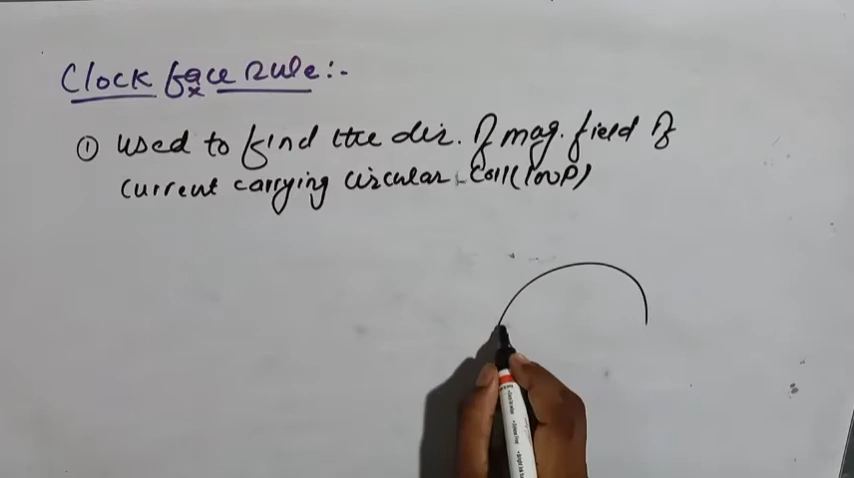 Clock face Rule:-
① used to find the dir. of mag. field of
current carrying circular coil(loop)